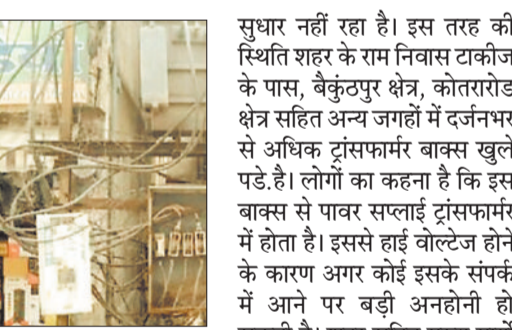 सुधार नहीं रहा है। इस तरह की
स्थिति शहर के राम निवास टाकीज
के पास, बैकुंठपुर क्षेत्र, कोतरारोड
क्षेत्र सहित अन्य जगहों में दर्जनभर
से अधिक ट्रांसफार्मर बाक्स खुले
पडे.है। लोगों का कहना है कि इस
बाक्स से पावर सप्लाई ट्रांसफार्मर
में होता है। इससे हाई वोल्टेज होने
के कारण अगर कोई इसके संपर्क
में आने पर बड़ी अनहोनी हो